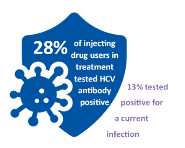 28% of injecting
drug users in
treatment
tested HCV
antibody
positive
13% tested
positive for
a current
infection